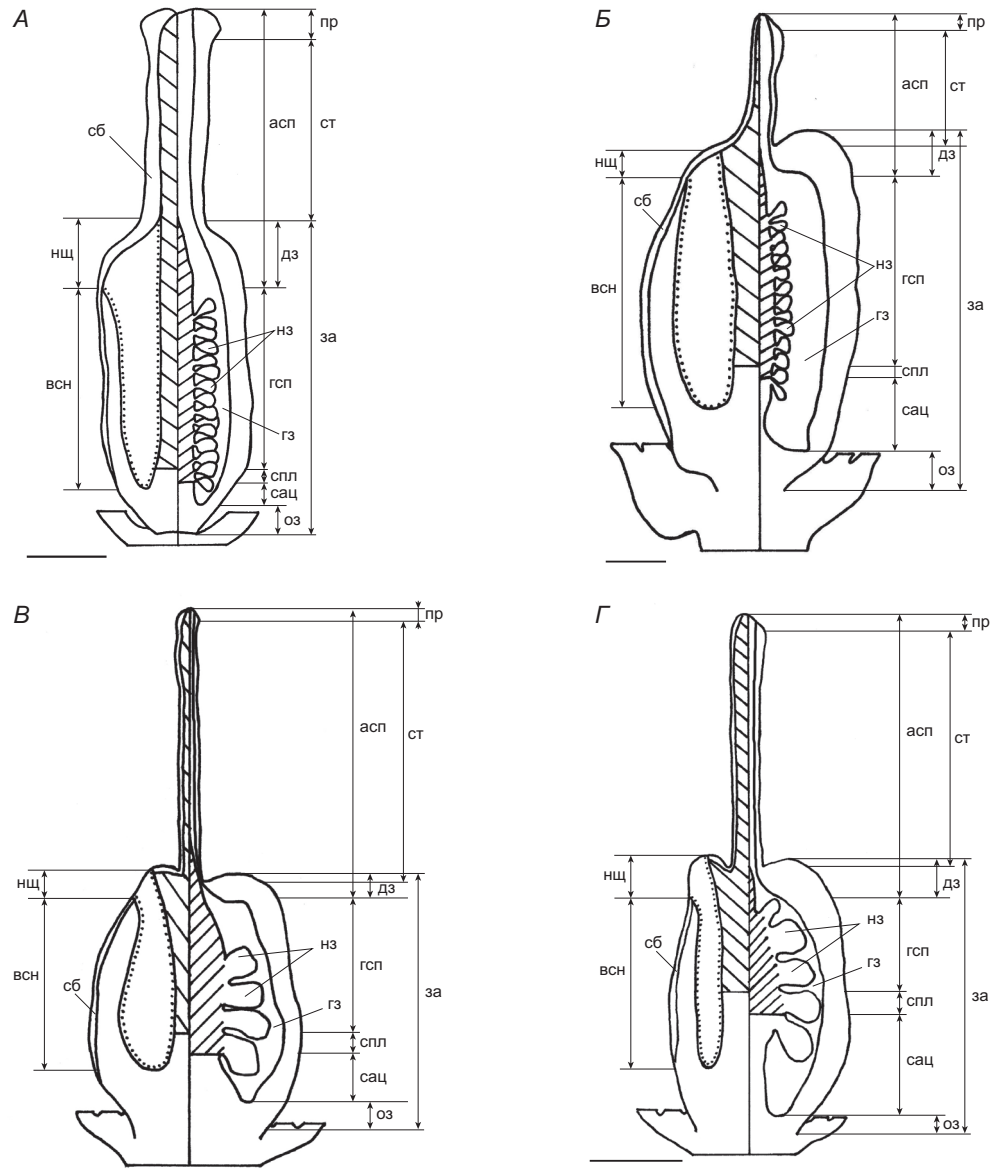 А
пр
асп
ст
сб
нщ
дз
нз
за
всн
гсп
гз
спл
сац
оз
Б
пр
асп
ст
нщ
дз
сб
нз
гсп
всн
за
гз
спл
сац
оз
В
пр
асп
ст
нщ
дз
нз
гсп
всн
сб
гз
за
спл
сац
оз
Г
пр
асп
ст
нщ
дз
нз
сб
гсп
гз
всн
за
спл
сац
оз